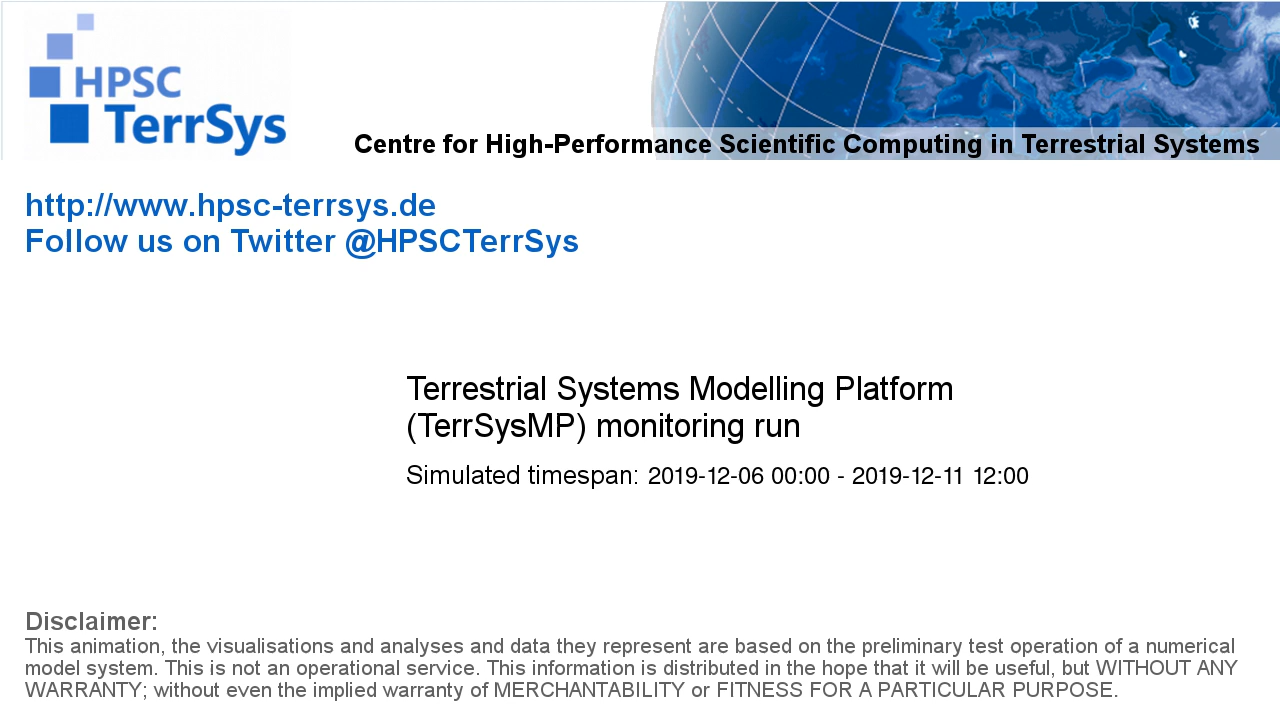 HPSC
TerrSys
Centre for High-Performance Scientific Computing in Terrestrial Systems
http://www.hpsc-terrsys.de
Follow us on Twitter @HPSCTerrSys
Terrestrial Systems Modelling Platform
(TerrSysMP) monitoring run
Simulated timespan: 2019-12-06 00:00 - 2019-12-11 12:00
Disclaimer:
This animation, the visualisations and analyses and data they represent are based on the preliminary test operation of a numerical
model system. This is not an operational service. This information is distributed in the hope that it will be useful, but WITHOUT ANY
WARRANTY; without even the implied warranty of MERCHANTABILITY or FITNESS FOR A PARTICULAR PURPOSE.